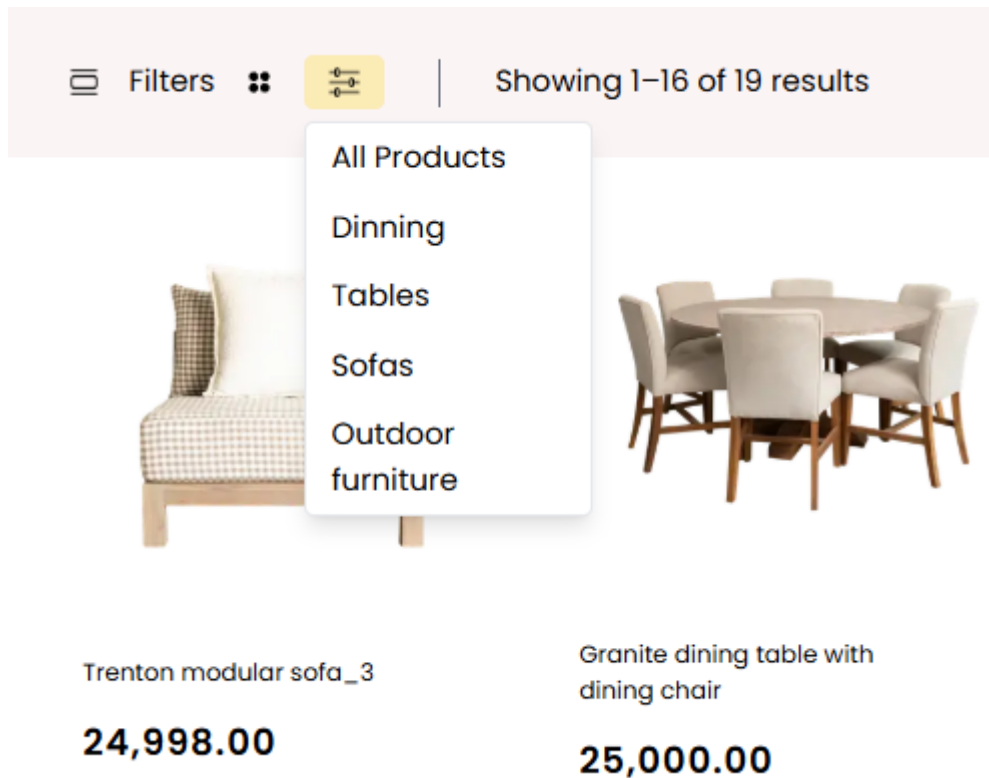 Filters
Showing 1–16 of 19 results
All Products
Dinning
Tables
Sofas
Outdoor
furniture
Trenton modular sofa_3
24,998.00
Granite dining table with
dining chair
25,000.00